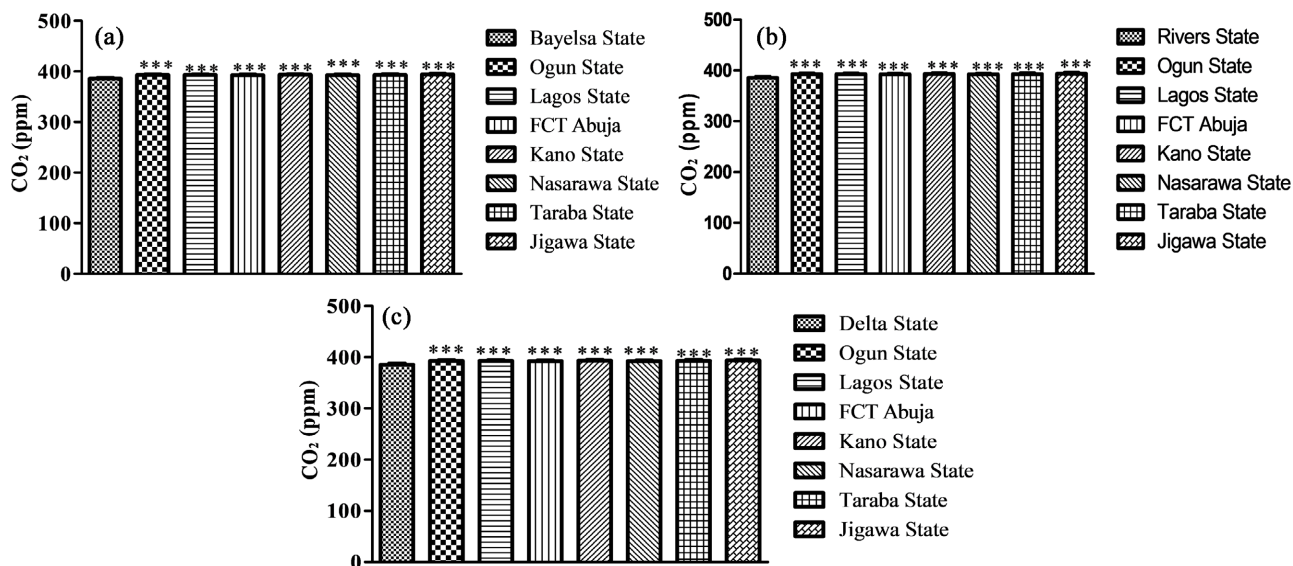 (a)
CO₂ (ppm)
500
400
300
200
100
0
*** *** *** *** *** *** ***
Bayelsa State
Ogun State
Lagos State
FCT Abuja
Kano State
Nasarawa State
Taraba State
Jigawa State
(b)
CO₂ (ppm)
500
400
300
200
100
0
*** *** *** *** *** *** ***
Rivers State
Ogun State
Lagos State
FCT Abuja
Kano State
Nasarawa State
Taraba State
Jigawa State
(c)
CO₂ (ppm)
500
400
300
200
100
0
*** *** *** *** *** *** ***
Delta State
Ogun State
Lagos State
FCT Abuja
Kano State
Nasarawa State
Taraba State
Jigawa State